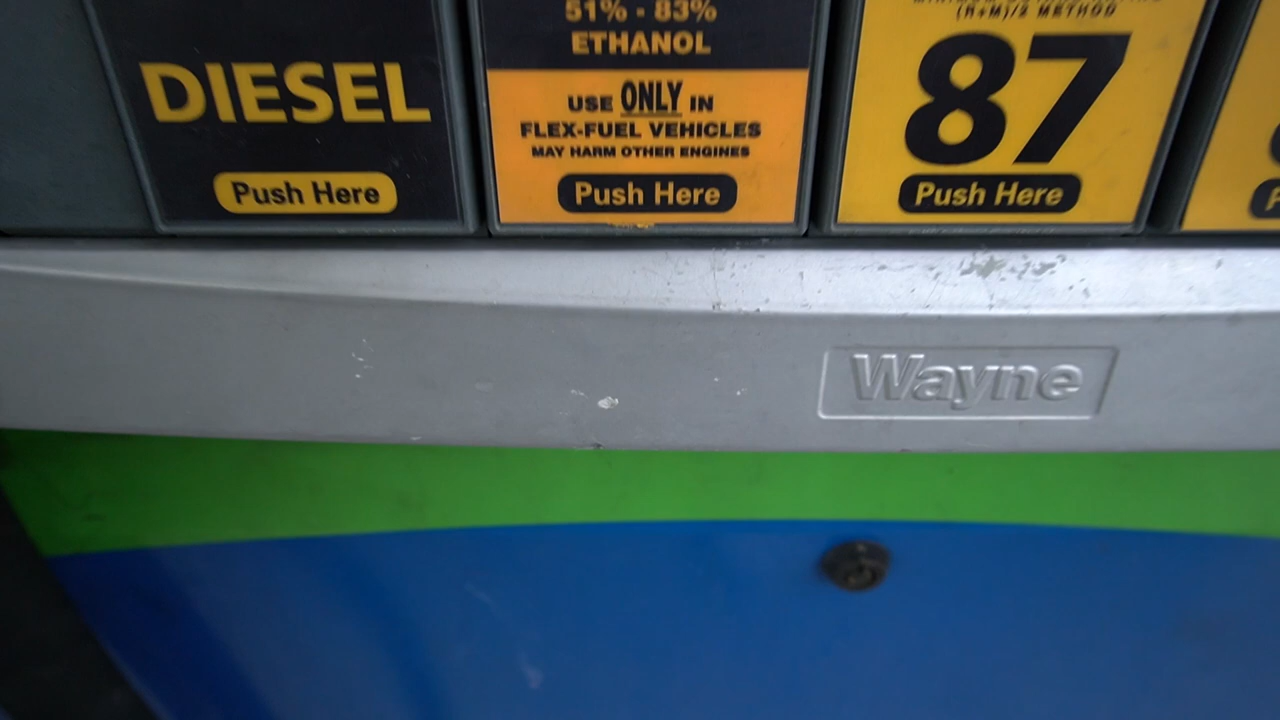 DIESEL
Push Here
51% - 83%
ETHANOL
USE ONLY IN
FLEX-FUEL VEHICLES
MAY HARM OTHER ENGINES
Push Here
(R+M)/2 METHOD
87
Push Here
Wayne